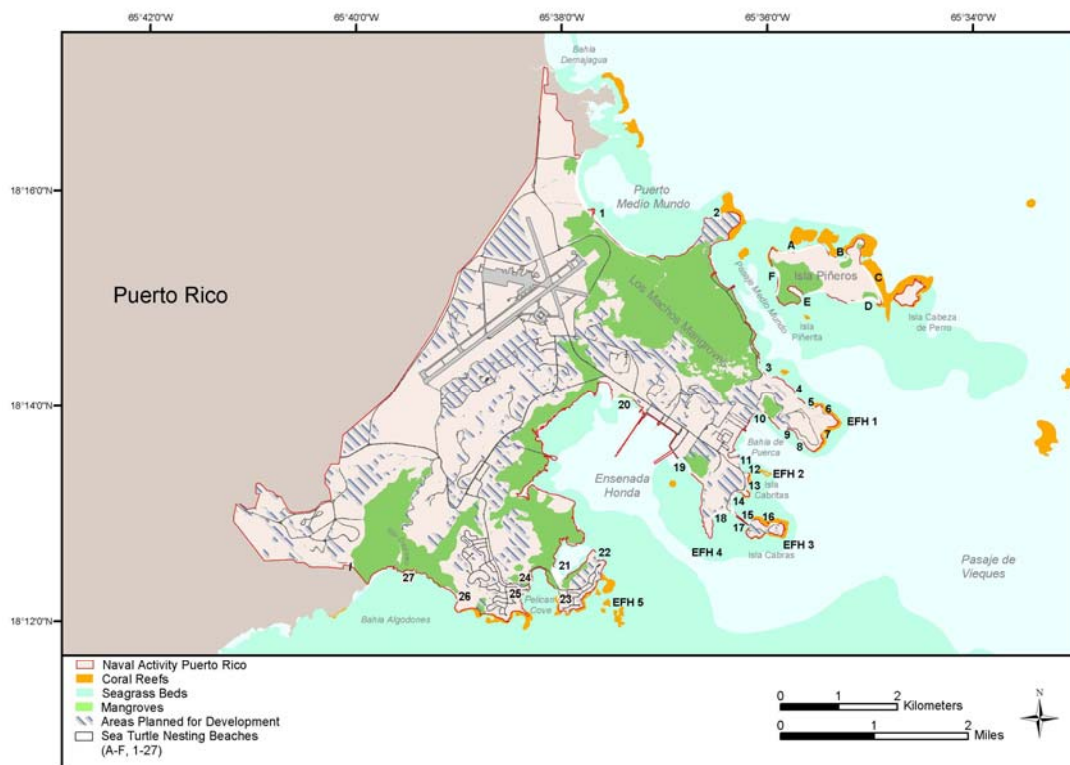 65°42'0"W 65°40'0"W 65°38'0"W 65°36'0"W 65°34'0"W
Bahia
Demajagua
18°16'0"N
Puerto
Medio Mundo
1
2
A
B
Isla Piñeros
C
F
E
D
Pasaje Medio Mundo
Isla
Piñerita
Isla Cabeza
de Perro
Puerto Rico
Los Machos Mangroves
3
4
5
6
18°14'0"N
EFH 1
7
8
9
10
Bahía de
Puerca
20
11
12
EFH 2
13
Isla
Cabritas
14
19
Ensenada
Honda
15
16
17
18
EFH 3
EFH 4
Isla Cabras
Pasaje de
Vieques
22
21
24
27
26
25
Pelican
Cove
23
EFH 5
Bahia Algodones
18°12'0"N
Naval Activity Puerto Rico
Coral Reefs
Seagrass Beds
Mangroves
Areas Planned for Development
Sea Turtle Nesting Beaches
(A-F, 1-27)
0 1 2
Kilometers
0 1 2
Miles
N